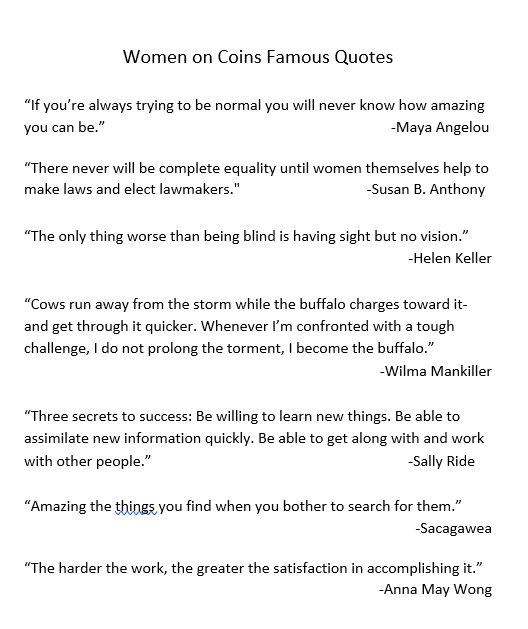 Women on Coins Famous Quotes
“If you’re always trying to be normal you will never know how amazing
you can be.” -Maya Angelou
“There never will be complete equality until women themselves help to
make laws and elect lawmakers." -Susan B. Anthony
“The only thing worse than being blind is having sight but no vision.”
-Helen Keller
“Cows run away from the storm while the buffalo charges toward it-
and get through it quicker. Whenever I’m confronted with a tough
challenge, I do not prolong the torment, I become the buffalo.”
-Wilma Mankiller
“Three secrets to success: Be willing to learn new things. Be able to
assimilate new information quickly. Be able to get along with and work
with other people.” -Sally Ride
“Amazing the things you find when you bother to search for them.”
-Sacagawea
“The harder the work, the greater the satisfaction in accomplishing it.”
-Anna May Wong